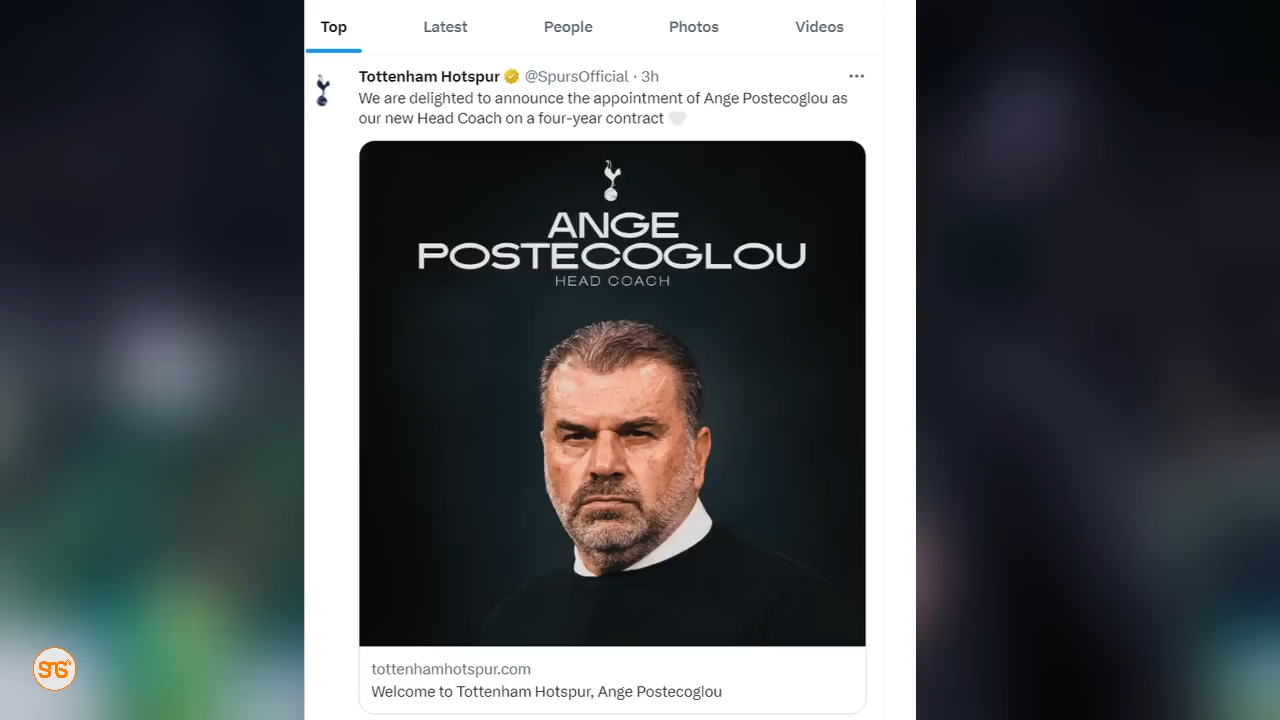 Top Latest People Photos Videos
Tottenham Hotspur @SpursOfficial · 3h
We are delighted to announce the appointment of Ange Postecoglou as
our new Head Coach on a four-year contract
ANGE
POSTECOGLOU
HEAD COACH
tottenhamhotspur.com
Welcome to Tottenham Hotspur, Ange Postecoglou
STG